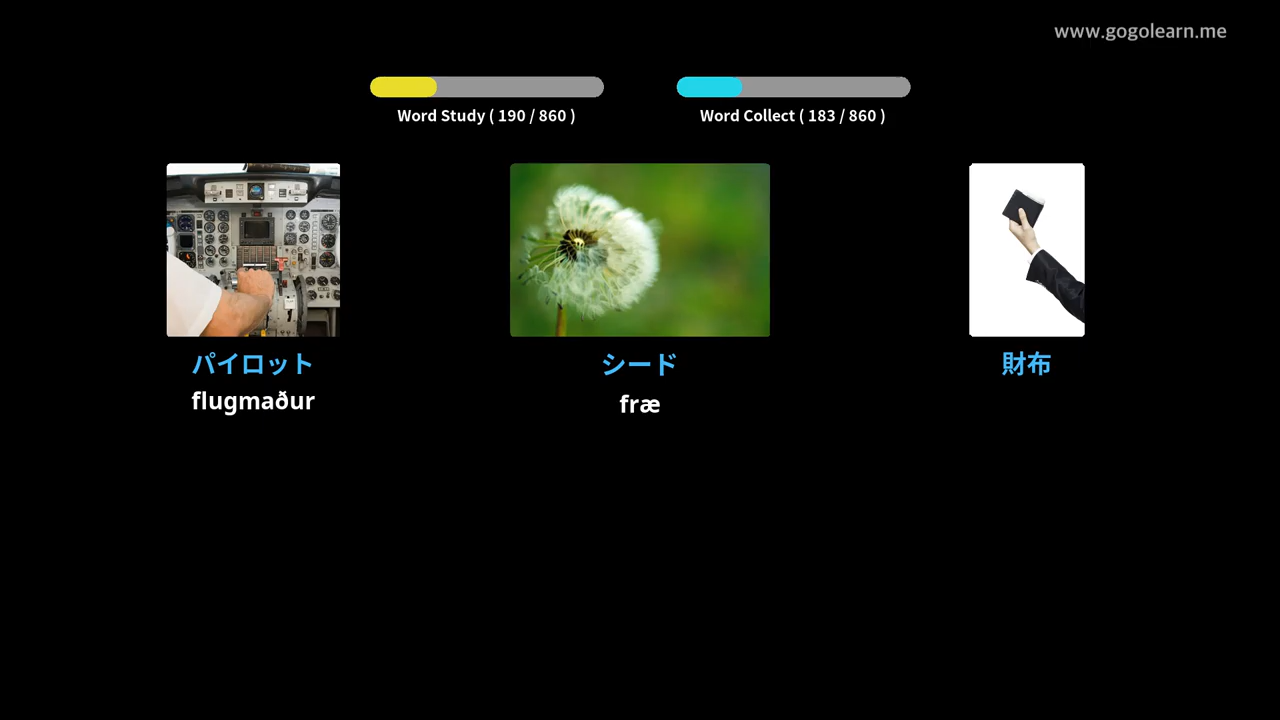 www.gogolearn.me
Word Study ( 190 / 860 )
Word Collect ( 183 / 860 )
パイロット
flugmaður
シード
fræ
財布